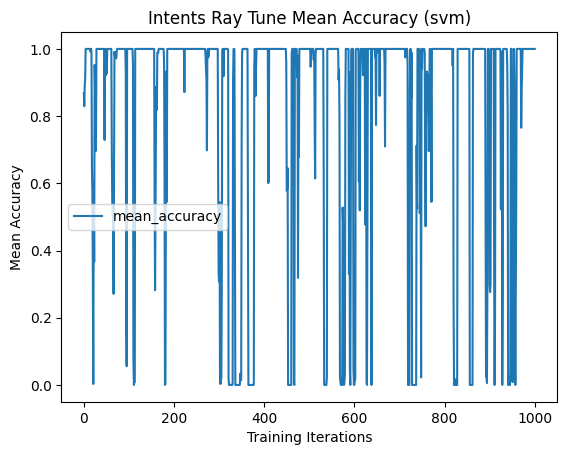 Intents Ray Tune Mean Accuracy (svm)
1.0
0.8
0.6
0.4
0.2
0.0
Mean Accuracy
mean_accuracy
0 200 400 600 800 1000
Training Iterations